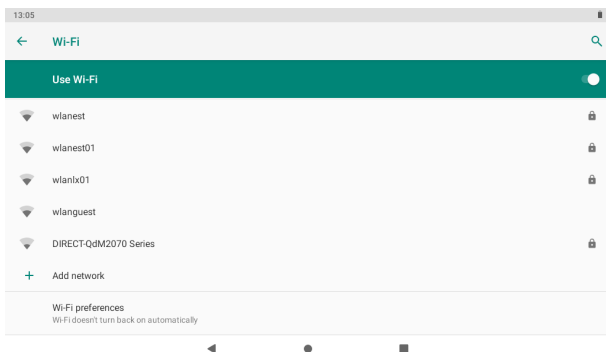 13:05
Wi-Fi
Use Wi-Fi
wlanest
wlanest01
wlanlx01
wlanguest
DIRECT-QdM2070 Series
Add network
Wi-Fi preferences
Wi-Fi doesn't turn back on automatically